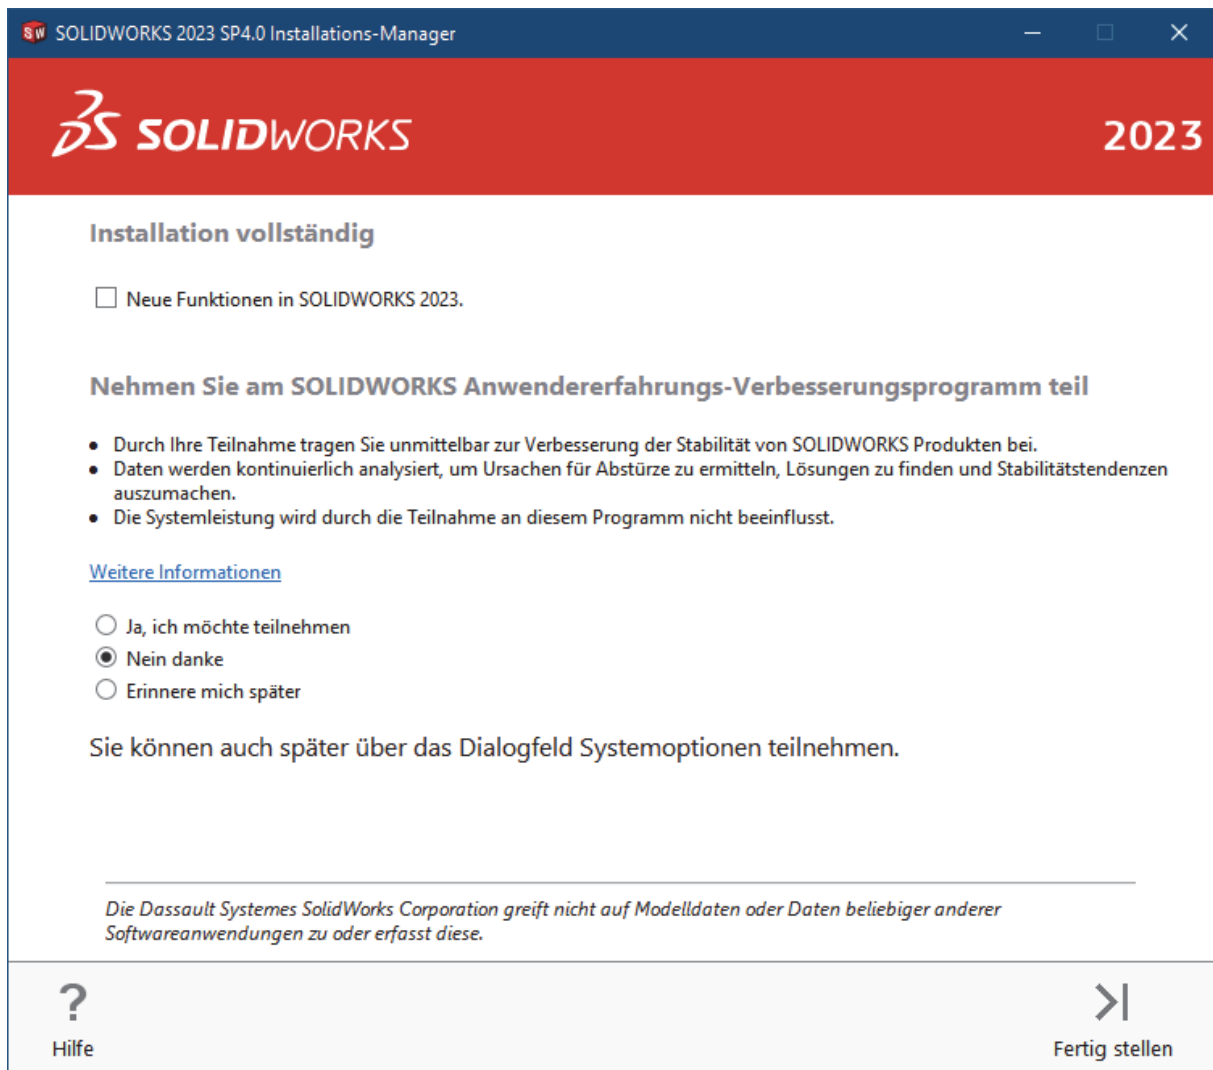 SW SOLIDWORKS 2023 SP4.0 Installations-Manager
3DS SOLIDWORKS 2023
Installation vollständig
Neue Funktionen in SOLIDWORKS 2023.
Nehmen Sie am SOLIDWORKS Anwendererfahrungs-Verbesserungsprogramm teil
• Durch Ihre Teilnahme tragen Sie unmittelbar zur Verbesserung der Stabilität von SOLIDWORKS Produkten bei.
• Daten werden kontinuierlich analysiert, um Ursachen für Abstürze zu ermitteln, Lösungen zu finden und Stabilitätstendenzen
auszumachen.
• Die Systemleistung wird durch die Teilnahme an diesem Programm nicht beeinflusst.
Weitere Informationen
Ja, ich möchte teilnehmen
Nein danke
Erinnere mich später
Sie können auch später über das Dialogfeld Systemoptionen teilnehmen.
Die Dassault Systemes SolidWorks Corporation greift nicht auf Modelldaten oder Daten beliebiger anderer
Softwareanwendungen zu oder erfasst diese.
?
Hilfe
Fertig stellen